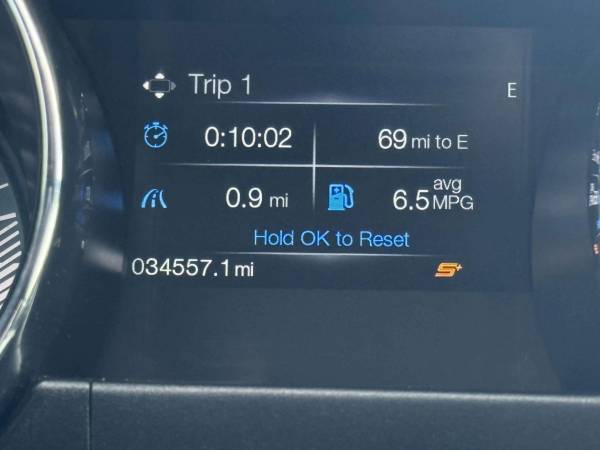 Trip 1
E
0:10:02 69 mi to E
0.9 mi 6.5 avg MPG
Hold OK to Reset
034557.1 mi S+